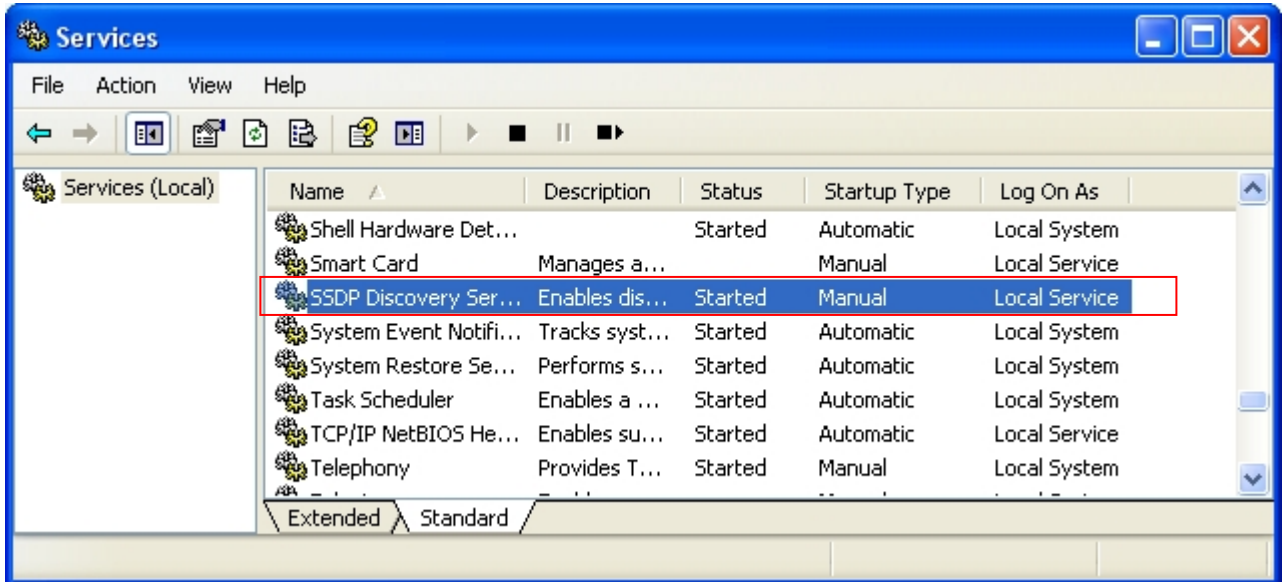 Services
File Action View Help
Services (Local)
Name Description Status Startup Type Log On As
Shell Hardware Det... Started Automatic Local System
Smart Card Manages a... Manual Local Service
SSDP Discovery Ser... Enables dis... Started Manual Local Service
System Event Notifi... Tracks syst... Started Automatic Local System
System Restore Se... Performs s... Started Automatic Local System
Task Scheduler Enables a ... Started Automatic Local System
TCP/IP NetBIOS He... Enables su... Started Automatic Local Service
Telephony Provides T... Started Manual Local System
Extended Standard